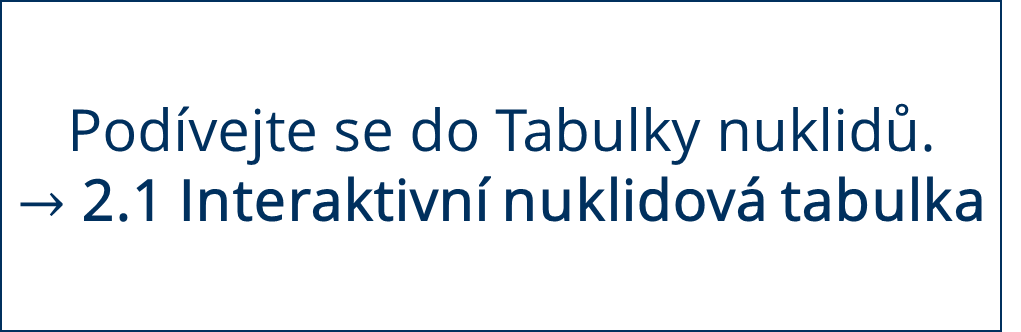 Podívejte se do Tabulky nuklidů.
→ 2.1 Interaktivní nuklidová tabulka